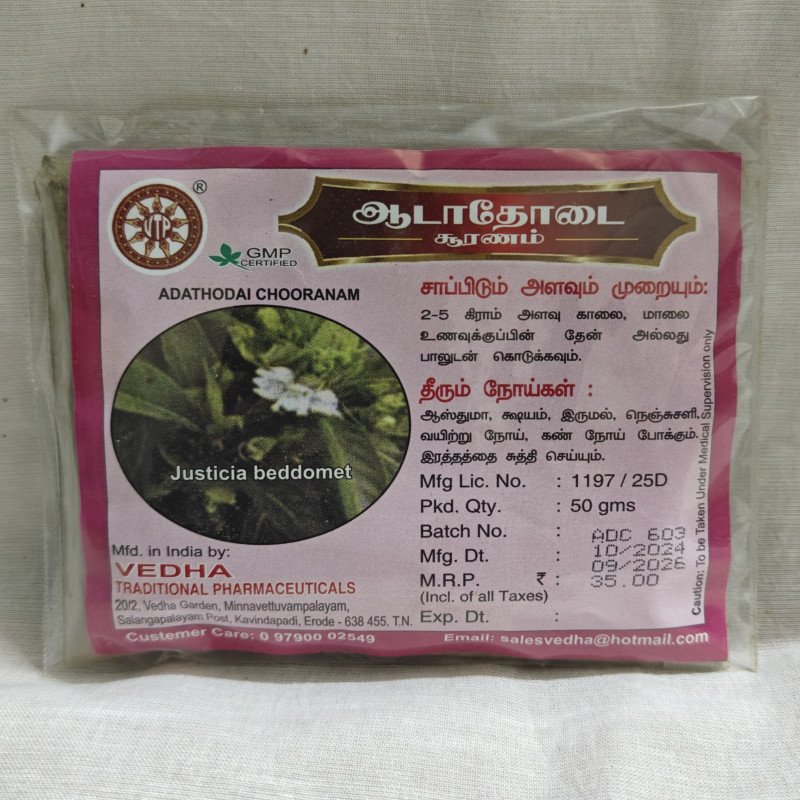 VTP
®
GMP
CERTIFIED
ஆடாதோடை
சூரணம்
ADATHODAI CHOORANAM
Justicia beddomet
Mfd. in India by:
VEDHA
TRADITIONAL PHARMACEUTICALS
20/2, Vedha Garden, Minnavettuvampalayam,
Salangapalayam Post, Kavindapadi, Erode - 638 455. T.N.
சாப்பிடும் அளவும் முறையும்:
2-5 கிராம் அளவு காலை, மாலை
உணவுக்குப்பின் தேன் அல்லது
பாலுடன் கொடுக்கவும்.
தீரும் நோய்கள் :
ஆஸ்துமா, க்ஷயம், இருமல், நெஞ்சுசளி,
வயிற்று நோய், கண் நோய் போக்கும்.
இரத்தத்தை சுத்தி செய்யும்.
Mfg Lic. No. : 1197 / 25D
Pkd. Qty. : 50 gms
Batch No. : ADC 603
Mfg. Dt. : 10/2024
09/2026
M.R.P. ₹ : 35.00
(Incl. of all Taxes)
Exp. Dt. :
Caution: To be Taken Under Medical Supervision only
Custemer Care: 0 97900 02549 Email: salesvedha@hotmail.com